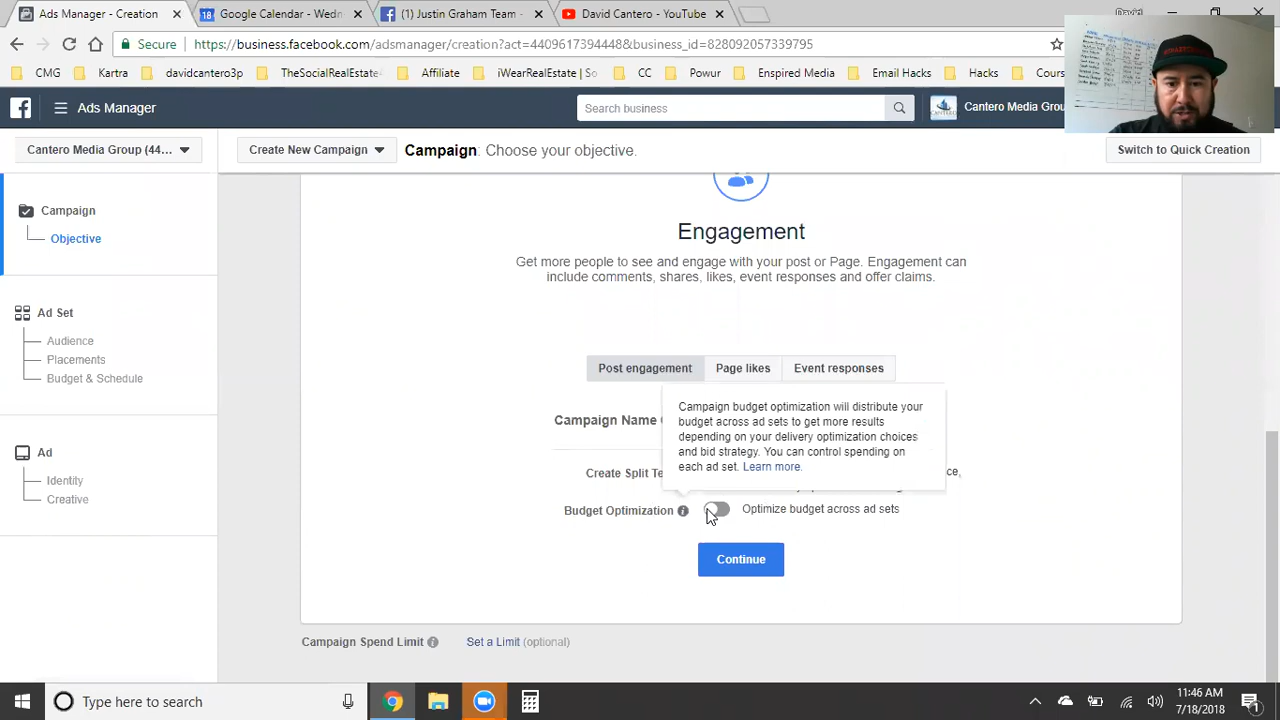 Ads Manager - Creation
Google Calendar - Wedn
(1) Justin Graham Team -
David Cantero - YouTube
Secure
https://business.facebook.com/adsmanager/creation?act=44096173944​48&business_id=828092057339795
CMG
Kartra
davidcantero3p
TheSocialRealEstate
iWearRealEstate | Sp
CC
Powur
Inspired Mind
Email Hacks
Hacks
Cours
Ads Manager
Search business
Cantero Media Grou
Cantero Media Group (44...
Create New Campaign
Campaign: Choose your objective.
Switch to Quick Creation
Campaign
Objective
Ad Set
Audience
Placements
Budget & Schedule
Ad
Identity
Creative
Engagement
Get more people to see and engage with your post or Page. Engagement can
include comments, shares, likes, event responses and offer claims.
Post engagement
Page likes
Event responses
Campaign Name
Campaign budget optimization will distribute your
budget across ad sets to get more results
depending on your delivery optimization choices
and bid strategy. You can control spending on
each ad set. Learn more.
Create Split Te
ce,
Budget Optimization
Optimize budget across ad sets
Continue
Campaign Spend Limit
Set a Limit (optional)
Type here to search
11:46 AM
7/18/2018